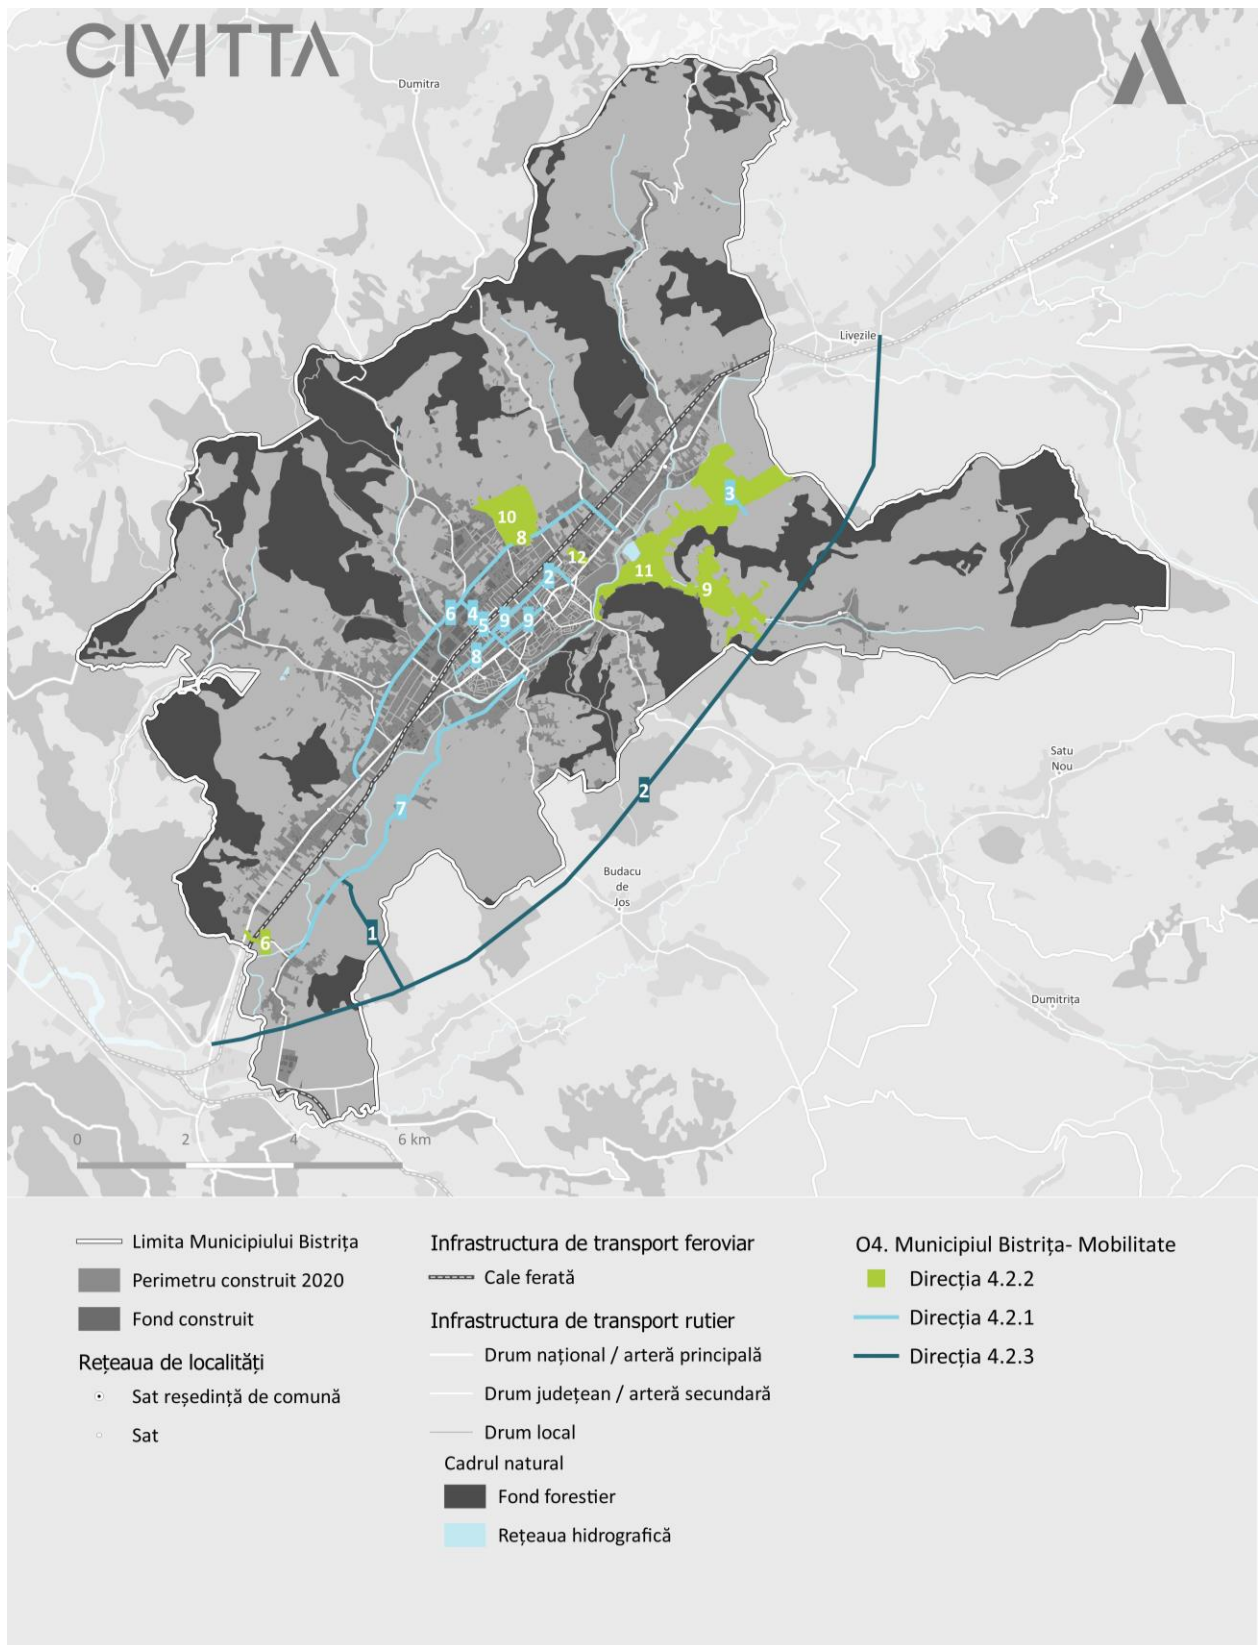 CIVITTA
Dumitra
Livezile
3
10
8
12
11
2
9
6
4
5
9
9
8
Satu
Nou
2
7
Budacu
de
Jos
1
6
Dumitrița
0 2 4 6 km
Limita Municipiului Bistrița
Perimetru construit 2020
Fond construit
Rețeaua de localități
Sat reședință de comună
Sat
Infrastructura de transport feroviar
Cale ferată
Infrastructura de transport rutier
Drum național / arteră principală
Drum județean / arteră secundară
Drum local
Cadrul natural
Fond forestier
Rețeaua hidrografică
O4. Municipiul Bistrița- Mobilitate
Direcția 4.2.2
Direcția 4.2.1
Direcția 4.2.3